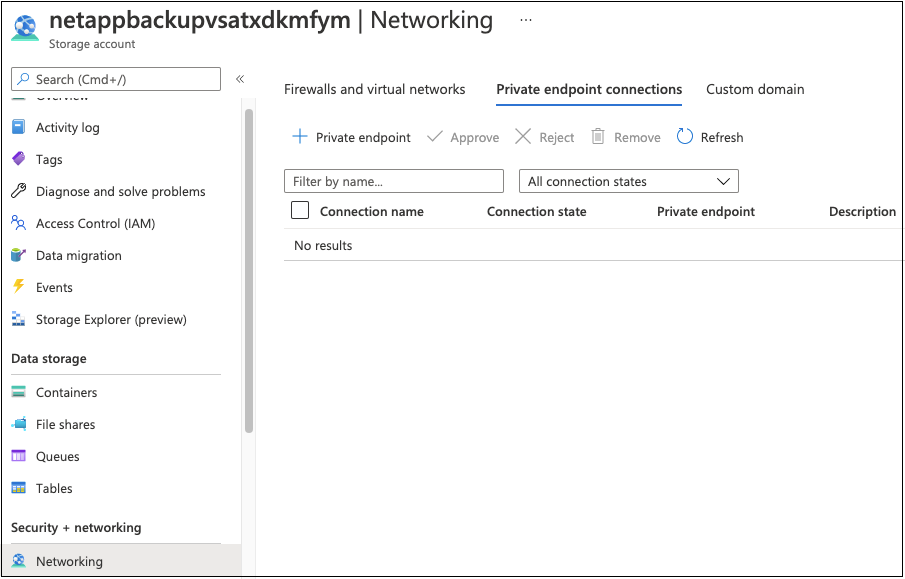 netappbackupvsatxdkmfym | Networking ...
Storage account
Search (Cmd+/)
«
Overview
Activity log
Tags
Diagnose and solve problems
Access Control (IAM)
Data migration
Events
Storage Explorer (preview)
Data storage
Containers
File shares
Queues
Tables
Security + networking
Networking
Firewalls and virtual networks Private endpoint connections Custom domain
Private endpoint Approve Reject Remove Refresh
Filter by name... All connection states
Connection name Connection state Private endpoint Description
No results